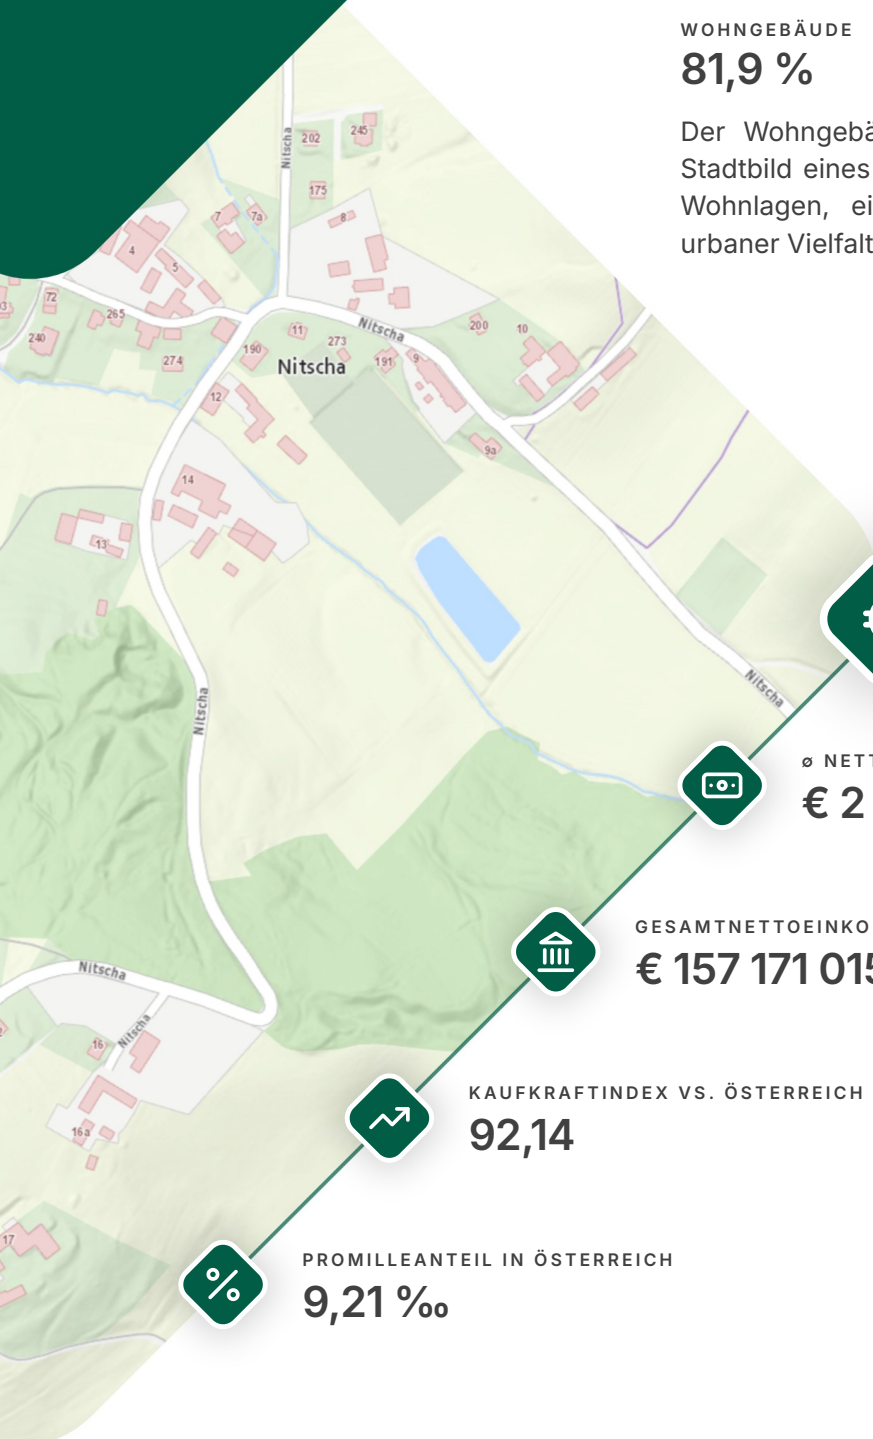 WOHNGEBÄUDE
81,9 %
Der Wohngebä
Stadtbild eines
Wohnlagen, ei
urbaner Vielfalt
Nitscha
202
245
175
7
7a
8
4
5
72
265
240
274
11
190
273
Nitscha
191
9
200
10
Nitscha
12
9a
14
13
Nitscha
Nitscha
ø NETT
€ 2
GESAMTNETTOEINKO
€ 157 171 015
Nitscha
Nitscha
16
16a
KAUFKRAFTINDEX VS. ÖSTERREICH
92,14
17
PROMILLEANTEIL IN ÖSTERREICH
9,21 ‰